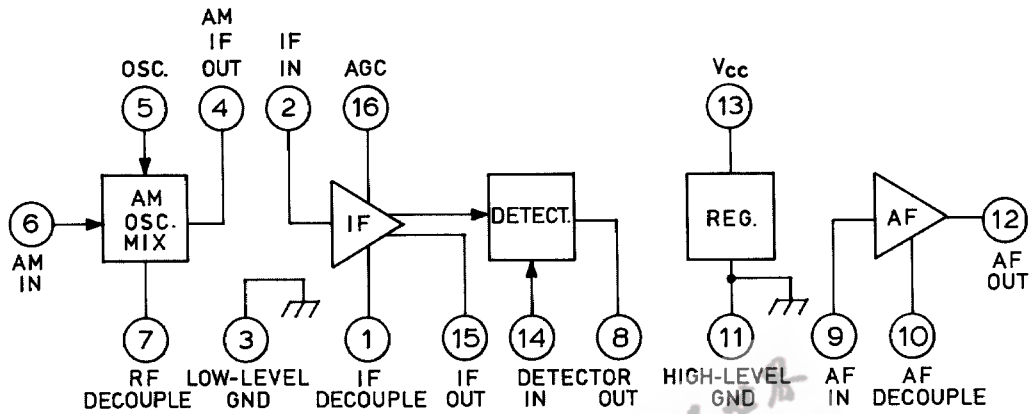 AM
IF
OUT
IF
IN
OSC.
AGC
Vcc
5
4
2
16
13
AM
OSC.
MIX
IF
DETECT.
REG.
AF
6
AM
IN
12
AF
OUT
7
3
1
15
14
8
11
9
10
RF
DECOUPLE
LOW-LEVEL
GND
IF
DECOUPLE
IF
OUT
DETECTOR
IN OUT
HIGH-LEVEL
GND
AF
IN
AF
DECOUPLE